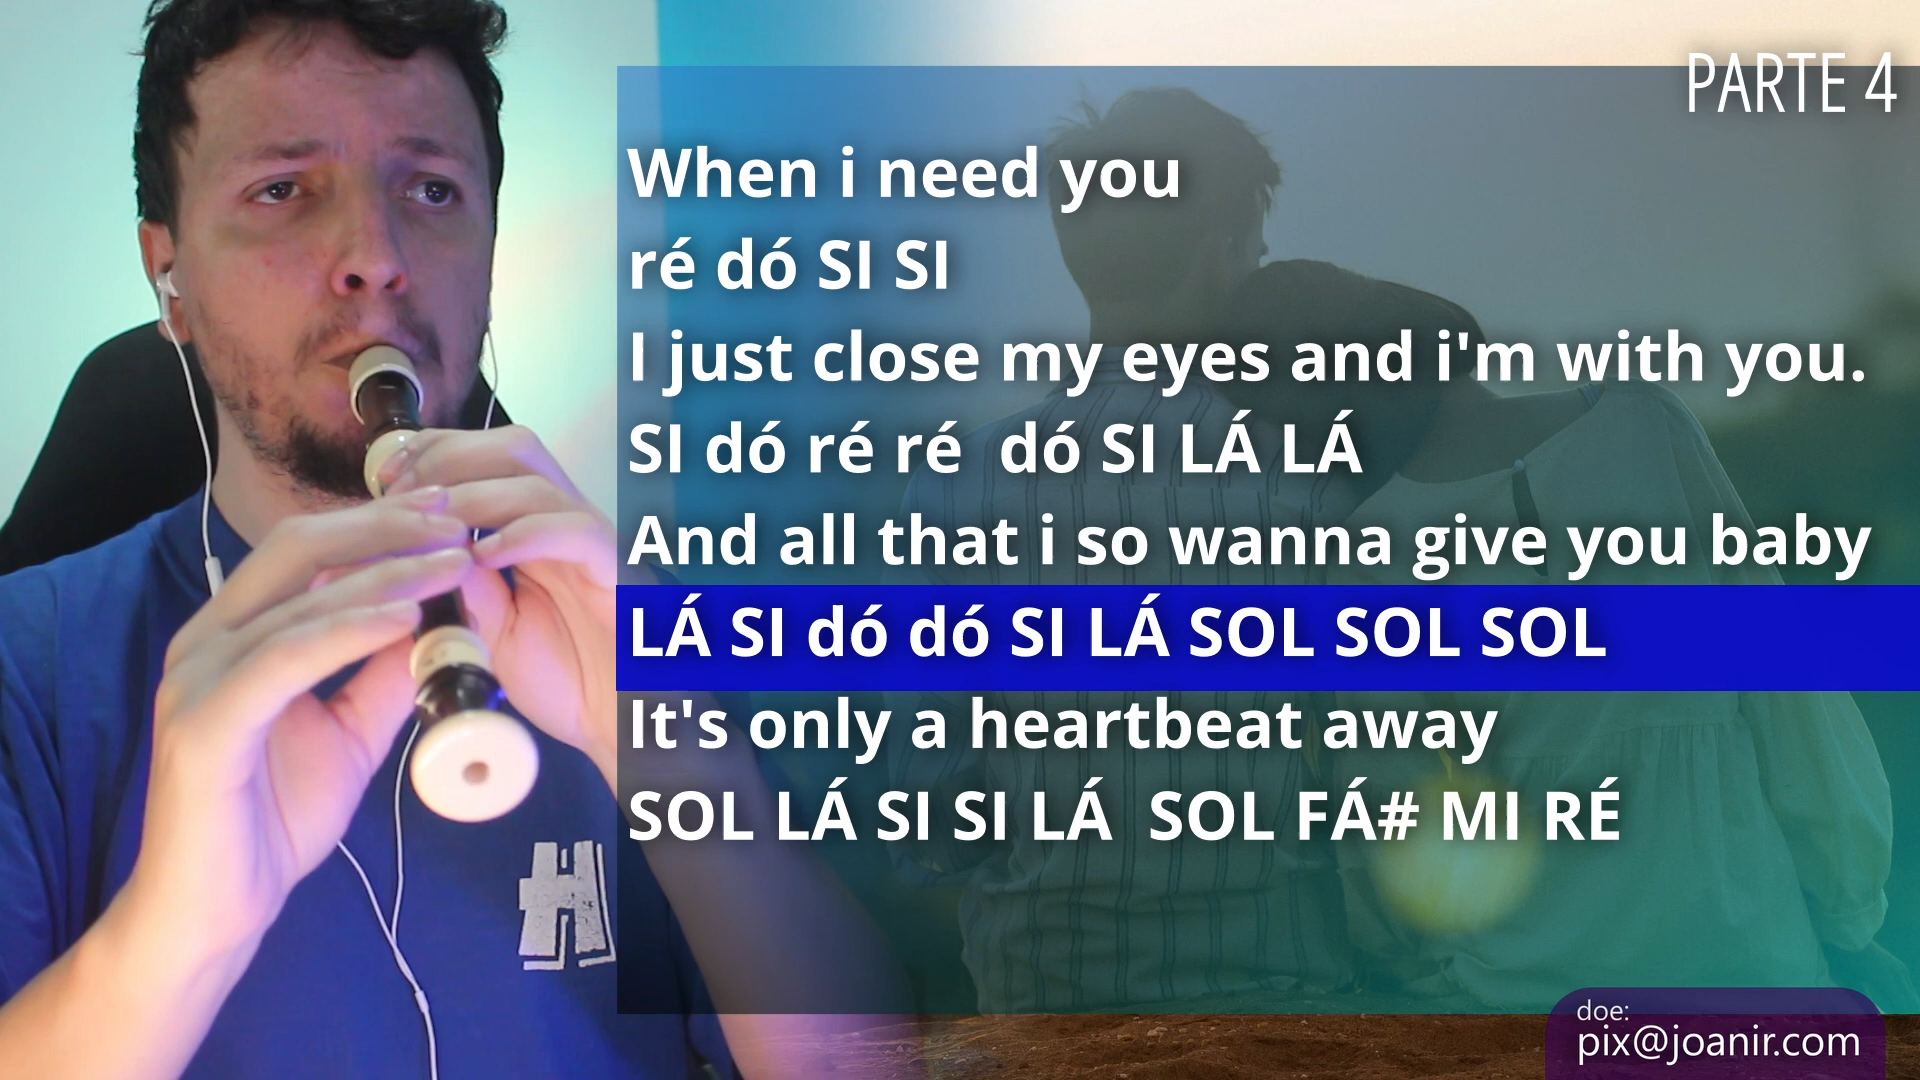 PARTE 4
When i need you
ré dó SI SI
I just close my eyes and i'm with you.
SI dó ré ré  dó SI LÁ LÁ
And all that i so wanna give you baby
LÁ SI dó dó SI LÁ SOL SOL SOL
It's only a heartbeat away
SOL LÁ SI SI LÁ  SOL FÁ# MI RÉ
H
doe:
pix@joanir.com